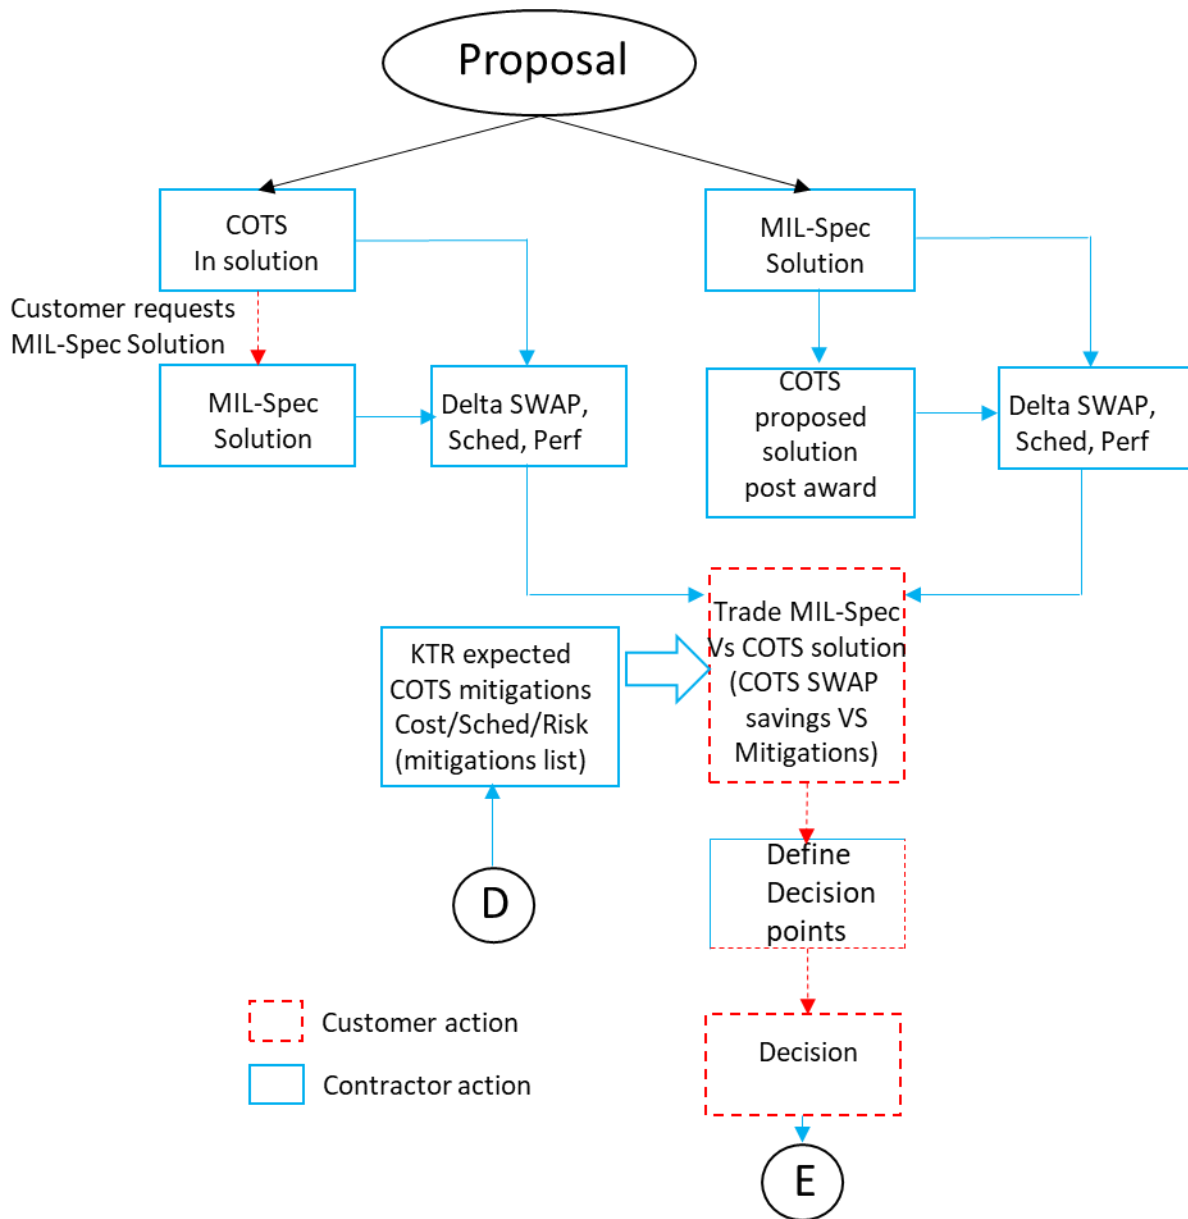 Proposal
COTS
In solution
MIL-Spec
Solution
Customer requests
MIL-Spec Solution
MIL-Spec
Solution
Delta SWAP,
Sched, Perf
COTS
proposed
solution
post award
Delta SWAP,
Sched, Perf
Trade MIL-Spec
Vs COTS solution
(COTS SWAP
savings VS
Mitigations)
KTR expected
COTS mitigations
Cost/Sched/Risk
(mitigations list)
D
Define
Decision
points
Customer action
Contractor action
Decision
E